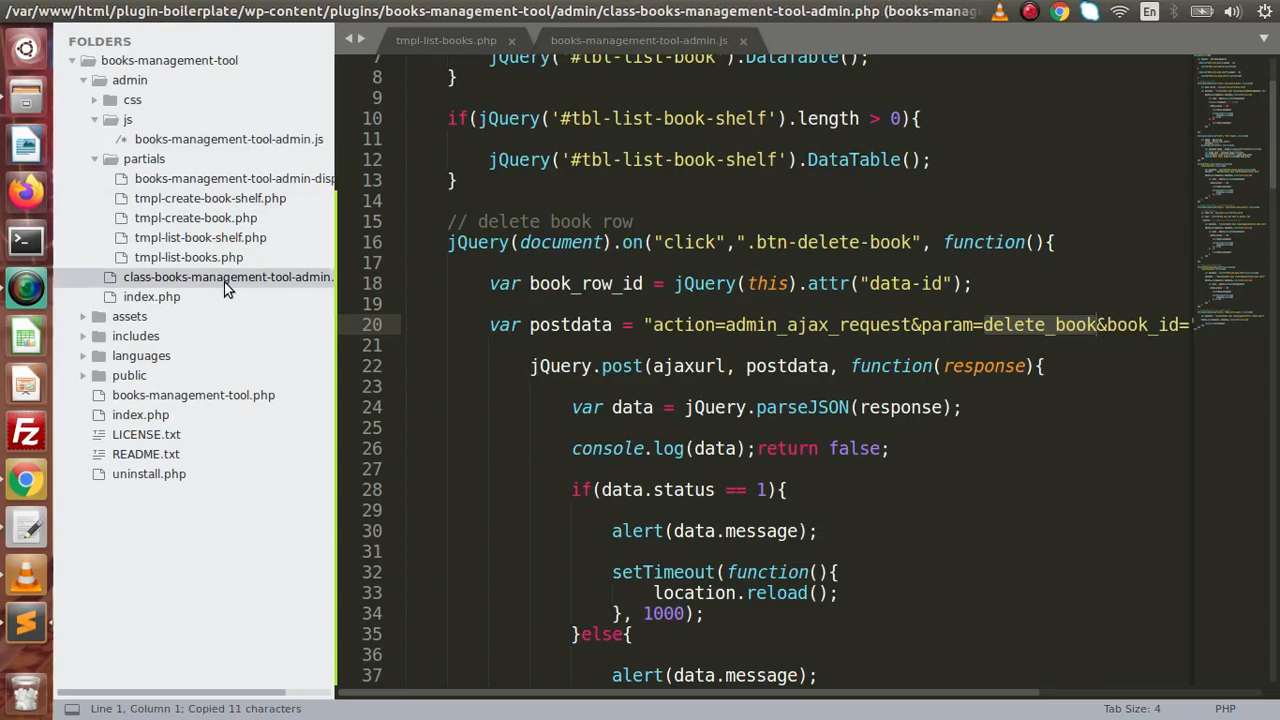 /var/www/html/plugin-boilerplate/wp-content/plugins/books-management-tool/admin/class-books-management-tool-admin.php (books-manag
En
FOLDERS
books-management-tool
admin
css
js
/* books-management-tool-admin.js
partials
books-management-tool-admin-disp
tmpl-create-book-shelf.php
tmpl-create-book.php
tmpl-list-book-shelf.php
tmpl-list-books.php
class-books-management-tool-admin.
index.php
assets
includes
languages
public
books-management-tool.php
index.php
LICENSE.txt
README.txt
uninstall.php
tmpl-list-books.php
books-management-tool-admin.js
7 jQuery('#tbl-list-book').DataTable();
8 }
9
10 if(jQuery('#tbl-list-book-shelf').length > 0){
11
12 jQuery('#tbl-list-book-shelf').DataTable();
13 }
14
15 // delete book row
16 jQuery(document).on("click",".btn-delete-book", function(){
17
18 var book_row_id = jQuery(this).attr("data-id");
19
20 var postdata = "action=admin_ajax_request&param=delete_book&book_id="
21
22 jQuery.post(ajaxurl, postdata, function(response){
23
24 var data = jQuery.parseJSON(response);
25
26 console.log(data);return false;
27
28 if(data.status == 1){
29
30 alert(data.message);
31
32 setTimeout(function(){
33 location.reload();
34 }, 1000);
35 }else{
36
37 alert(data.message);
Line 1, Column 1; Copied 11 characters
Tab Size: 4
PHP